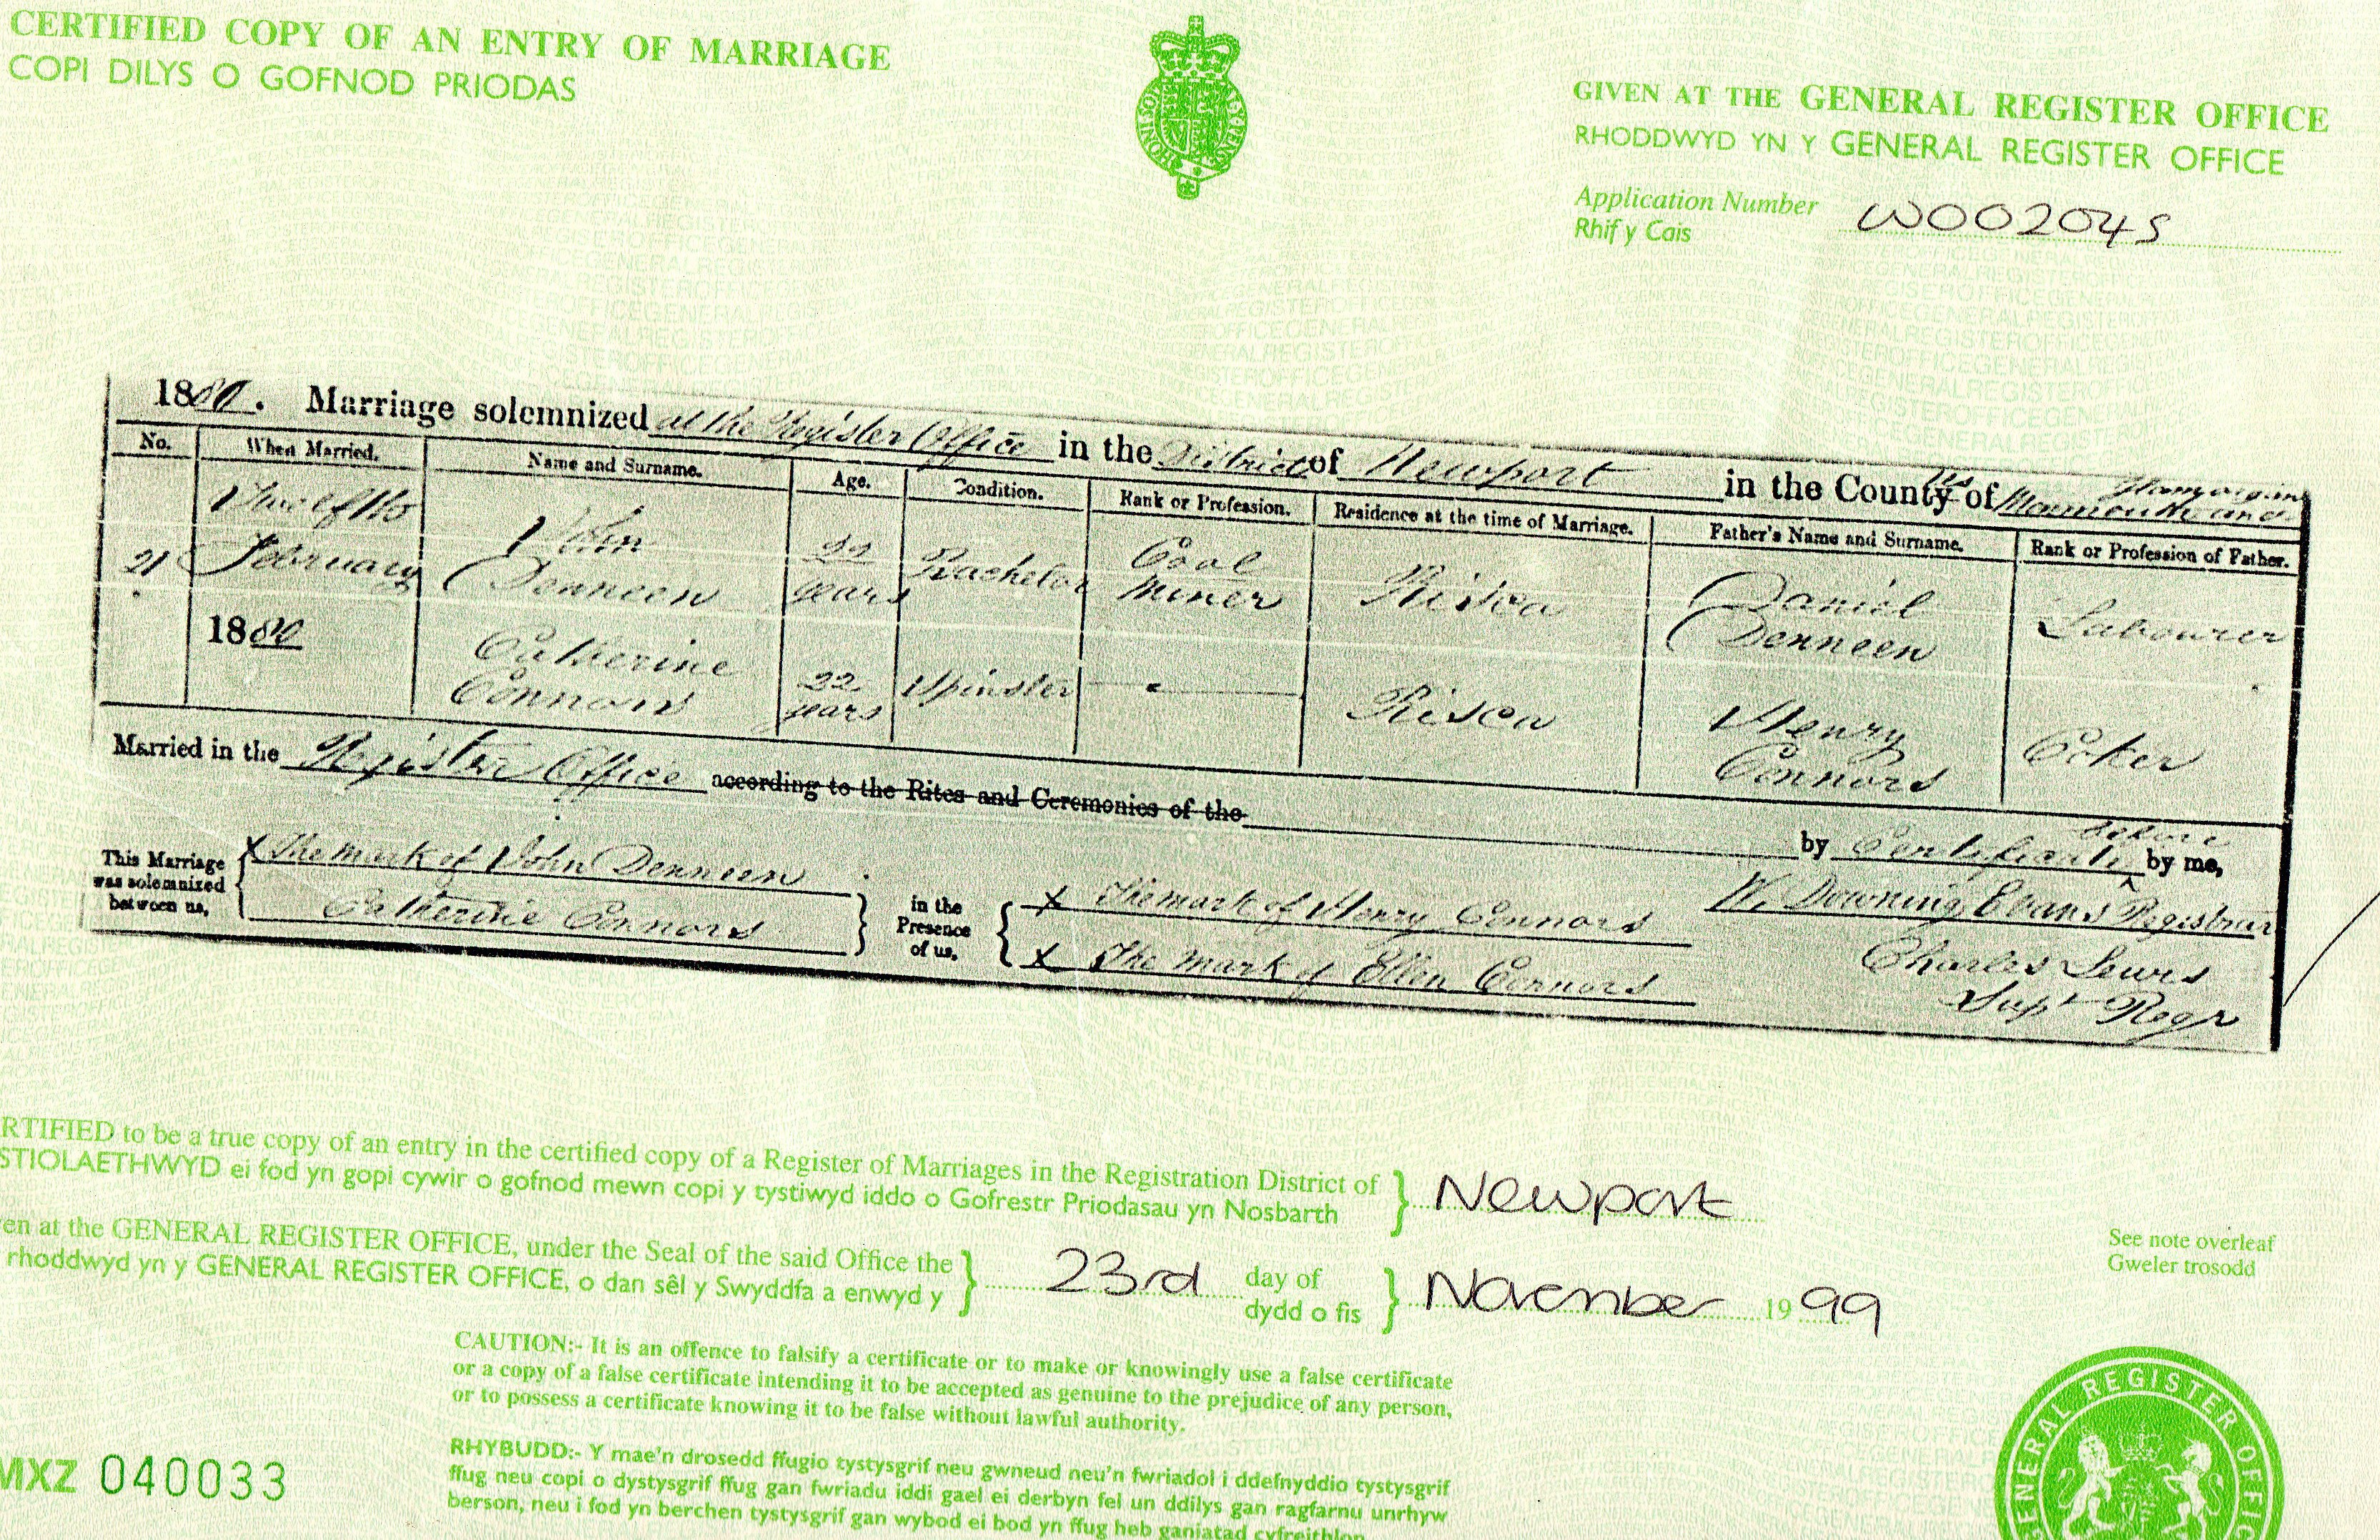 CERTIFIED COPY OF AN ENTRY OF MARRIAGE
COPI DILYS O GOFNOD PRIODAS
GIVEN AT THE GENERAL REGISTER OFFICE
RHODDWYD YN Y GENERAL REGISTER OFFICE
Application Number
Rhif y Cais
W002045
1880. Marriage solemnized at the Register Office in the District of Newport in the Counties of Monmouth and Glamorgan
No. When Married. Name and Surname. Age. Condition. Rank or Profession. Residence at the time of Marriage. Father's Name and Surname. Rank or Profession of Father.
21 Twelfth February 1880
John Denneen 22 years Bachelor Coal Miner Risca Daniel Denneen Labourer
Catherine Connors 22 years Spinster — Risca Henry Connors Coker
Married in the Register Office according to the Rites and Ceremonies of the by Certificate before by me,
This Marriage was solemnized between us,
X The mark of John Denneen
Catherine Connors
in the Presence of us,
X The mark of Henry Connors
X The mark of Ellen Connors
W. Downing Evans Registrar
Charles Lewis
Supt Regr
RTIFIED to be a true copy of an entry in the certified copy of a Register of Marriages in the Registration District of
STIOLAETHWYD ei fod yn gopi cywir o gofnod mewn copi y tystiwyd iddo o Gofrestr Priodasau yn Nosbarth
Newport
en at the GENERAL REGISTER OFFICE, under the Seal of the said Office the
rhoddwyd yn y GENERAL REGISTER OFFICE, o dan sêl y Swyddfa a enwyd y
23rd day of
dydd o fis
November 1999
See note overleaf
Gweler trosodd
CAUTION:- It is an offence to falsify a certificate or to make or knowingly use a false certificate
or a copy of a false certificate intending it to be accepted as genuine to the prejudice of any person,
or to possess a certificate knowing it to be false without lawful authority.
RHYBUDD:- Y mae'n drosedd ffugio tystysgrif neu gwneud neu'n fwriadol i ddefnyddio tystysgrif
ffug neu copi o dystysgrif ffug gan fwriadu iddi gael ei derbyn fel un ddilys gan ragfarnu unrhyw
berson, neu i fod yn berchen tystysgrif gan wybod ei bod yn ffug heb ganiatad cyfreithlon
MXZ 040033
GENERAL REGISTER OFFIC